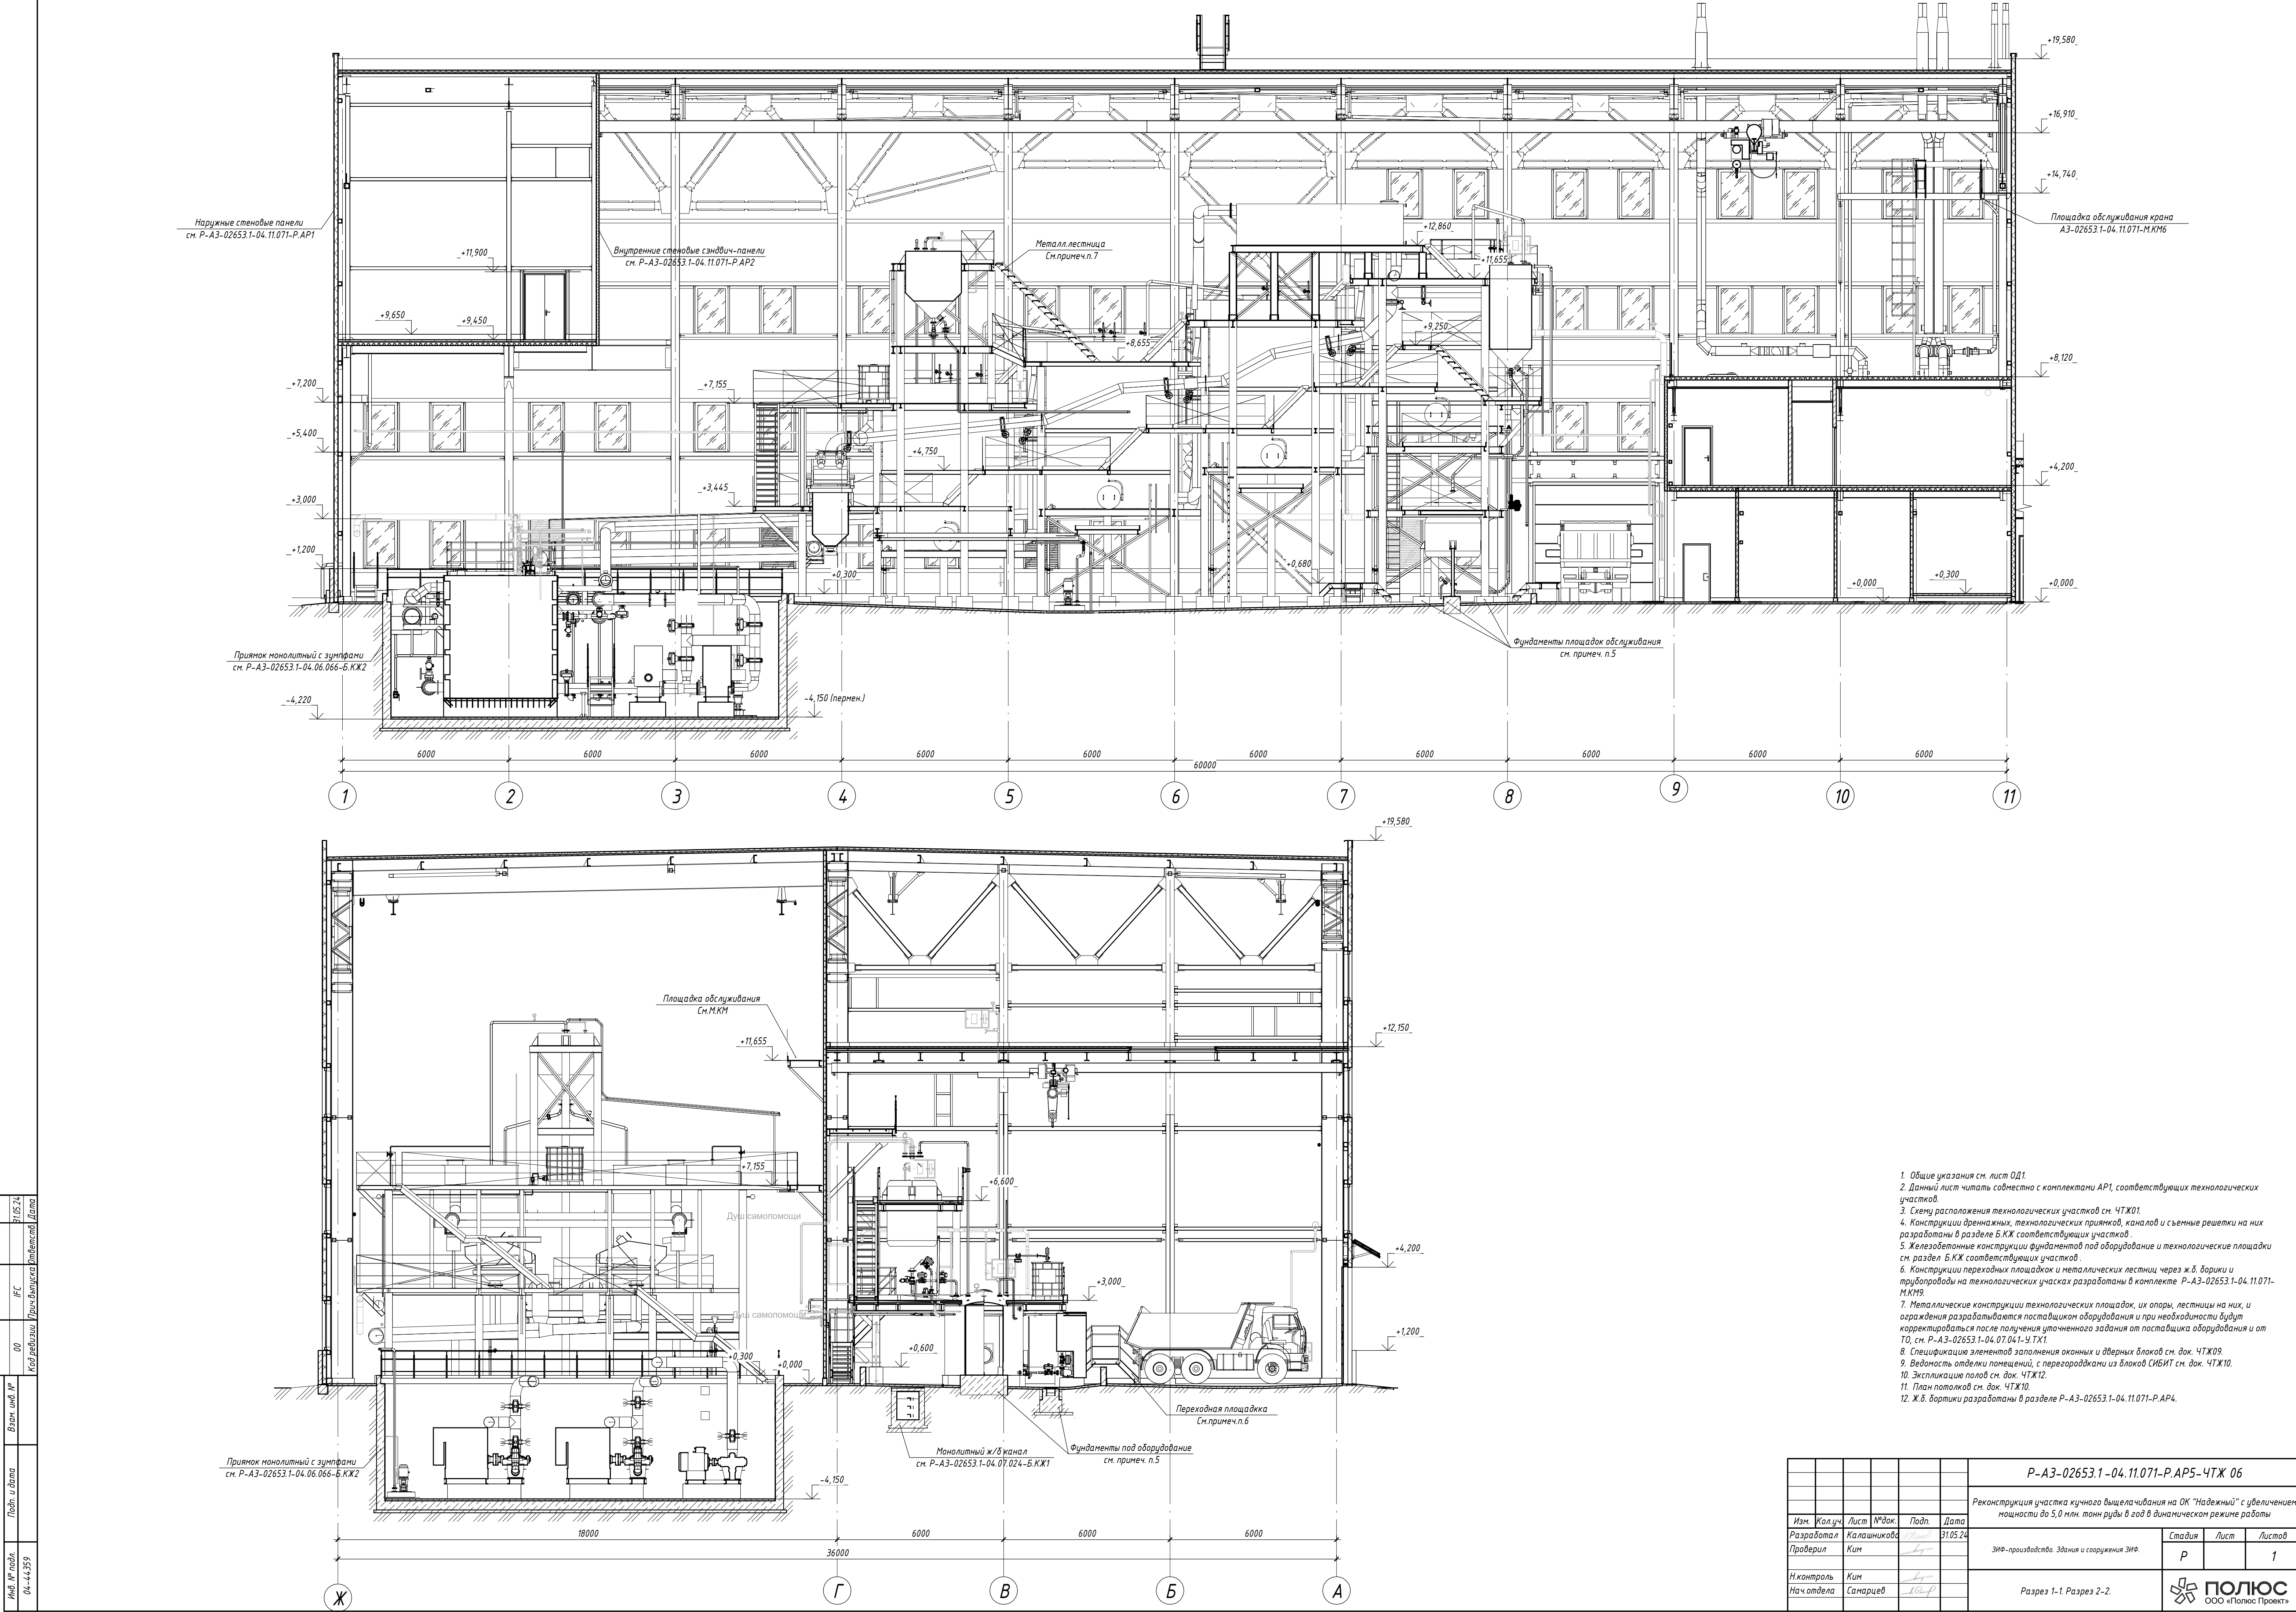 +19,580
+16,910
+14,740
Площадка обслуживания крана
АЗ-02653.1-04.11.071-М.КМ6
Наружные стеновые панели
см. Р-АЗ-02653.1-04.11.071-Р.АР1
Внутренние стеновые сэндвич-панели
см. Р-АЗ-02653.1-04.11.071-Р.АР2
Металл.лестница
См.примеч.п.7
+12,860
+11,655
+11,900
+9,650
+9,450
+9,250
+8,655
+8,120
+7,200
+7,155
+5,400
+4,750
+4,200
+3,445
+3,000
+1,200
+0,300
+0,680
+0,000
+0,300
+0,000
Фундаменты площадок обслуживания
см. примеч. п.5
Приямок монолитный с зумпфами
см. Р-АЗ-02653.1-04.06.066-Б.КЖ2
-4,220
-4,150 (пермен.)
6000 6000 6000 6000 6000 6000 6000 6000 6000 6000
60000
1 2 3 4 5 6 7 8 9 10 11
+19,580
Площадка обслуживания
См.М.КМ
+12,150
+11,655
+7,155
+6,600
Душ самопомощи
+4,200
+3,000
Душ самопомощи
+1,200
+0,600
+0,300
+0,000
Переходная площадкка
См.примеч.п.6
Монолитный ж/в канал
см. Р-АЗ-02653.1-04.07.024-Б.КЖ1
Фундаменты под оборудование
см. примеч. п.5
Приямок монолитный с зумпфами
см. Р-АЗ-02653.1-04.06.066-Б.КЖ2
-4,150
18000 6000 6000 6000
36000
Ж Г В Б А
1. Общие указания см. лист ОД1.
2. Данный лист читать совместно с комплектами АР1, соответствующих технологических
участков.
3. Схему расположения технологических участков см. ЧТЖ01.
4. Конструкции дреннажных, технологических приямков, каналов и съемные решетки на них
разработаны в разделе Б.КЖ соответствующих участков .
5. Железобетонные конструкции фундаментов под оборудование и технологические площадки
см. раздел Б.КЖ соответствующих участков .
6. Конструкции переходных площадок и металлических лестниц через ж.б. борики и
трубопроводы на технологических учасках разработаны в комплекте Р-АЗ-02653.1-04.11.071-
М.КМ9.
7. Металлические конструкции технологических площадок, их опоры, лестницы на них, и
ограждения разрабатываются поставщиком оборудования и при необходимости будут
корректироваться после получения уточненного задания от поставщика оборудования и от
ТО, см. Р-АЗ-02653.1-04.07.041-У.ТХ1.
8. Спецификацию элементов заполнения оконных и дверных блоков см. док. ЧТЖ09.
9. Ведомость отделки помещений, с перегороддками из блоков СИБИТ см. док. ЧТЖ10.
10. Экспликацию полов см. док. ЧТЖ12.
11. План потолков см. док. ЧТЖ10.
12. Ж.б. бортики разработаны в разделе Р-АЗ-02653.1-04.11.071-Р.АР4.
Р-АЗ-02653.1-04.11.071-Р.АР5-ЧТЖ 06
Реконструкция участка кучного выщелачивания на ОК "Надежный" с увеличением
мощности до 5,0 млн. тонн руды в год в динамическом режиме работы
Изм. Кол.уч. Лист №док. Подп. Дата
Разработал Калашникова 31.05.24
Проверил Ким
Н.контроль Ким
Нач.отдела Самарцев
ЗИФ-производство. Здания и сооружения ЗИФ.
Стадия Лист Листов
Р 1
Разрез 1-1. Разрез 2-2.
ПОЛЮС
ООО «Полюс Проект»
31.05.24
Дата
Ответств.
IFC
Прич.выпуска
00
Код ревизии
Взам. инв. №
Подп. и дата
Инв. № подл.
04-44359